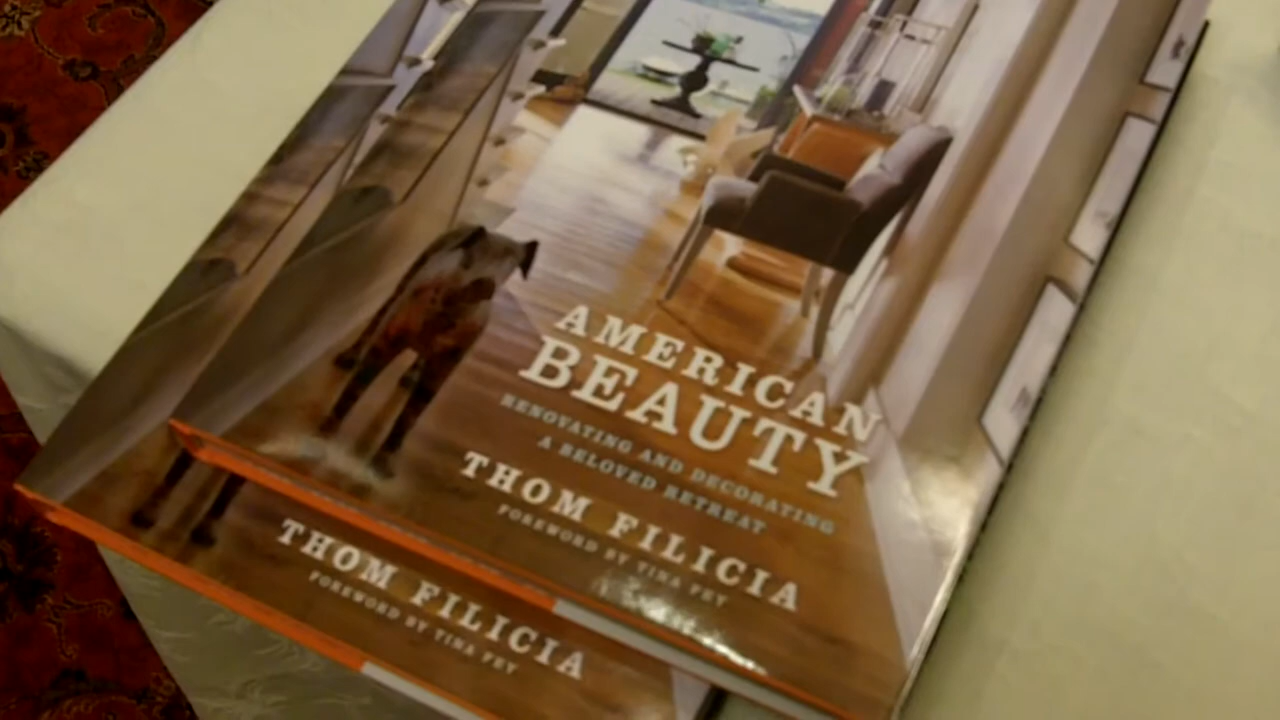 AMERICAN
BEAUTY
RENOVATING AND DECORATING
A BELOVED RETREAT
THOM FILICIA
FOREWORD BY TINA FEY
THOM FILICIA
FOREWORD BY TINA FEY